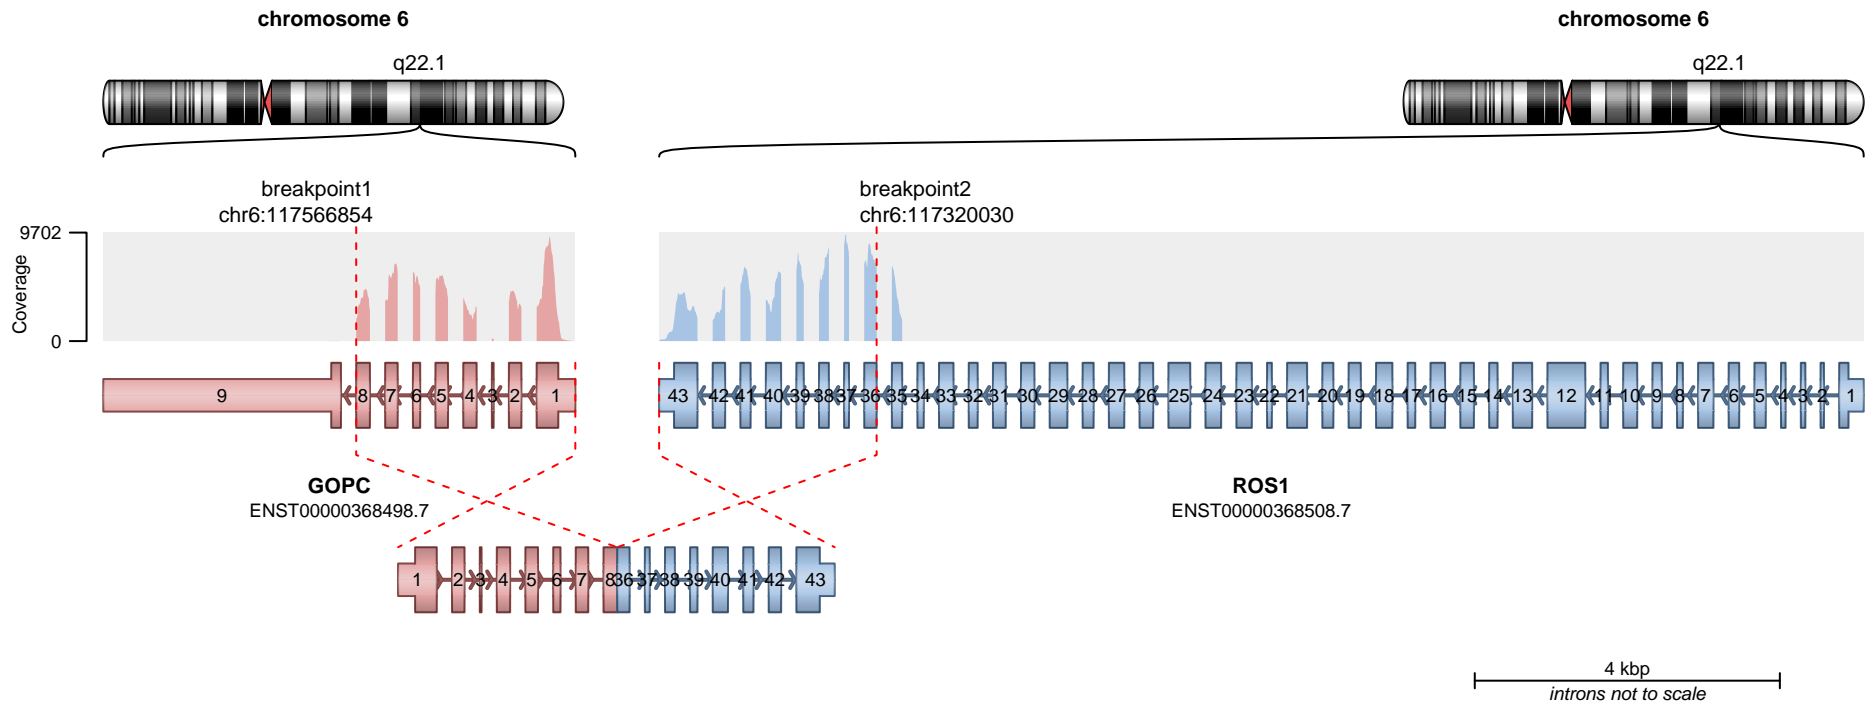 chromosome 6
chromosome 6
q22.1
q22.1
breakpoint1
chr6:117566854
breakpoint2
chr6:117320030
9702
Coverage
0
9 8 7 6 5 4 3 2 1
43 42 41 40 39 38 37 36 35 34 33 32 31 30 29 28 27 26 25 24 23 22 21 20 19 18 17 16 15 14 13 12 11 10 9 8 7 6 5 4 3 2 1
GOPC
ENST00000368498.7
ROS1
ENST00000368508.7
1 2 3 4 5 6 7 8 36 37 38 39 40 41 42 43
4 kbp
introns not to scale